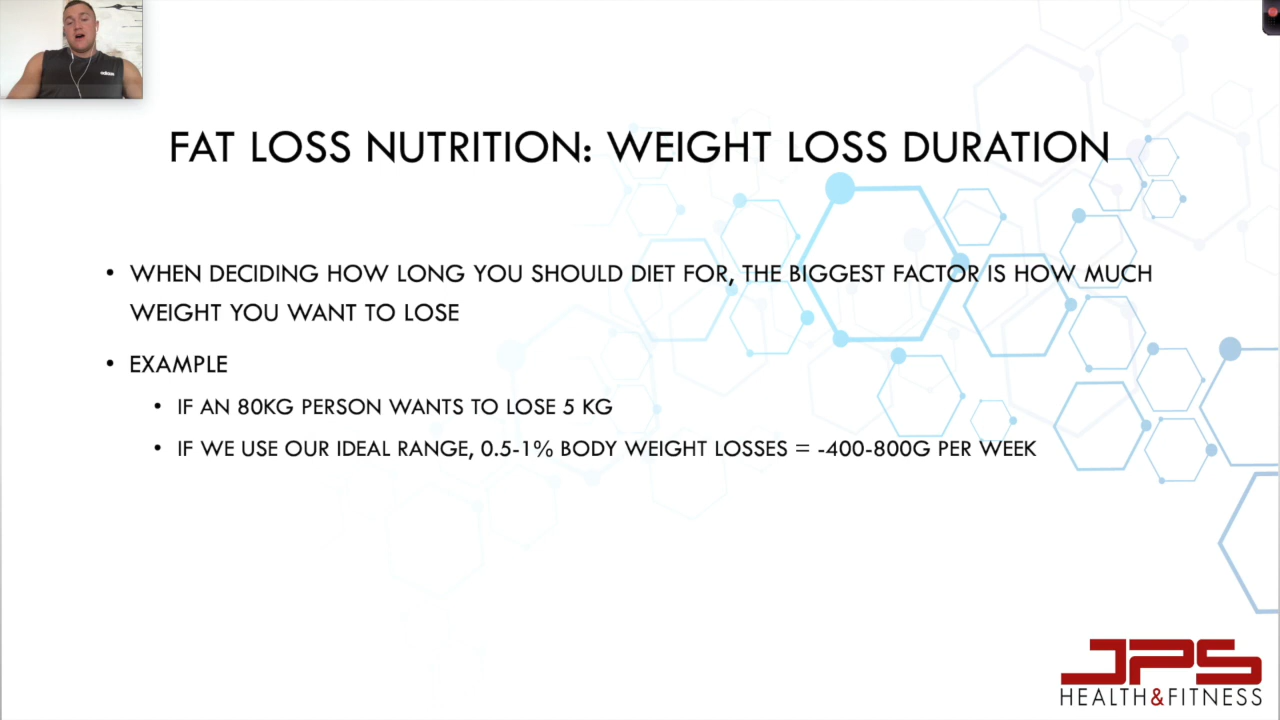 FAT LOSS NUTRITION: WEIGHT LOSS DURATION
• WHEN DECIDING HOW LONG YOU SHOULD DIET FOR, THE BIGGEST FACTOR IS HOW MUCH
WEIGHT YOU WANT TO LOSE
• EXAMPLE
• IF AN 80KG PERSON WANTS TO LOSE 5 KG
• IF WE USE OUR IDEAL RANGE, 0.5-1% BODY WEIGHT LOSSES = -400-800G PER WEEK
JPS
HEALTH&FITNESS